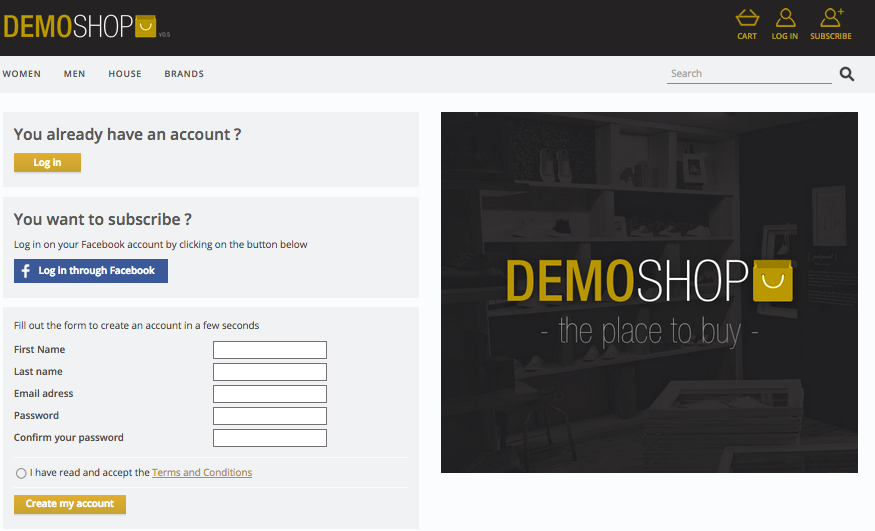 DEMOSHOP v0.5
CART LOG IN SUBSCRIBE
WOMEN MEN HOUSE BRANDS
Search
You already have an account ?
Log in
You want to subscribe ?
Log in on your Facebook account by clicking on the button below
f Log in through Facebook
Fill out the form to create an account in a few seconds
First Name
Last name
Email adress
Password
Confirm your password
I have read and accept the Terms and Conditions
Create my account
DEMOSHOP
- the place to buy -